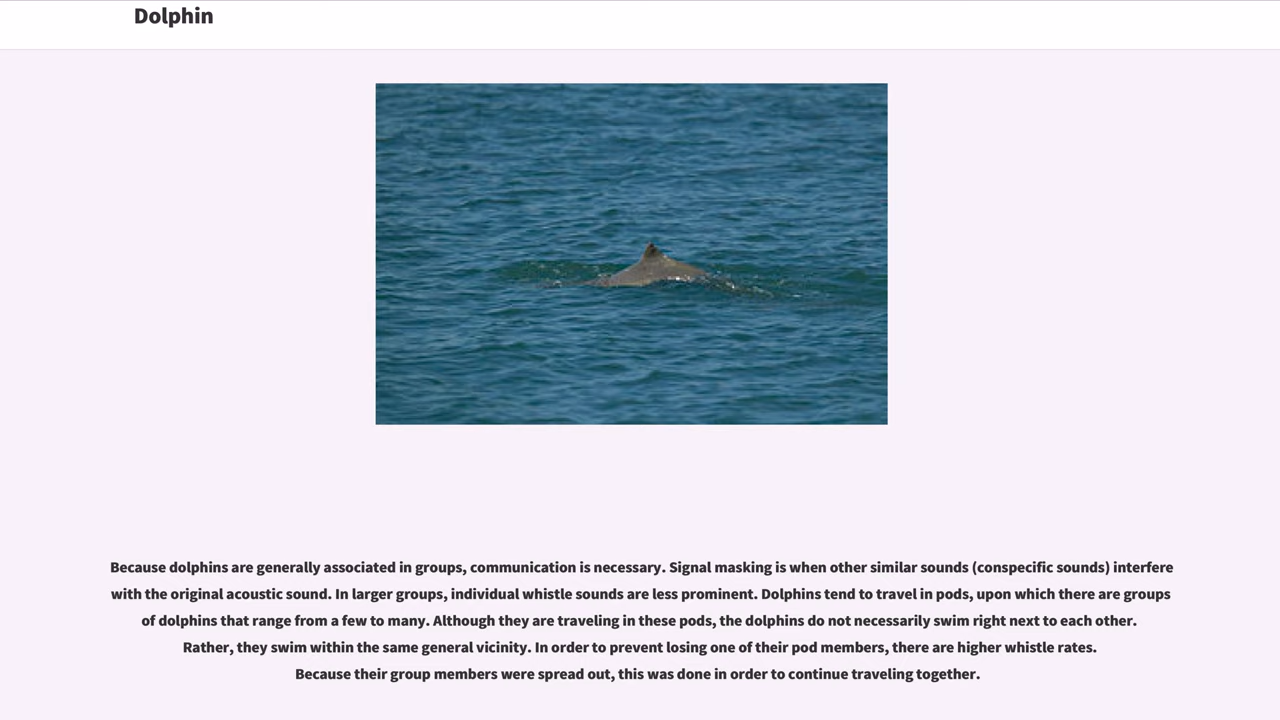 Dolphin
Because dolphins are generally associated in groups, communication is necessary. Signal masking is when other similar sounds (conspecific sounds) interfere
with the original acoustic sound. In larger groups, individual whistle sounds are less prominent. Dolphins tend to travel in pods, upon which there are groups
of dolphins that range from a few to many. Although they are traveling in these pods, the dolphins do not necessarily swim right next to each other.
Rather, they swim within the same general vicinity. In order to prevent losing one of their pod members, there are higher whistle rates.
Because their group members were spread out, this was done in order to continue traveling together.